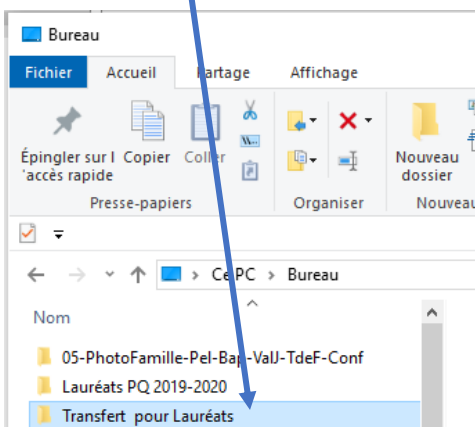 Bureau
Fichier Accueil Partage Affichage
Épingler sur l Copier Coller
'accès rapide
Nouveau
dossier
Presse-papiers Organiser Nouveau
Ce PC > Bureau
Nom
05-PhotoFamille-Pel-Bap-ValJ-TdeF-Conf
Lauréats PQ 2019-2020
Transfert pour Lauréats